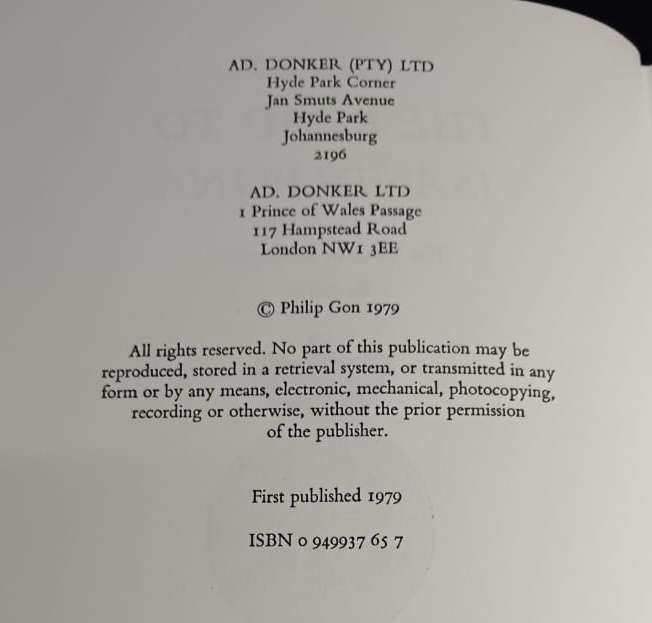 AD. DONKER (PTY) LTD
Hyde Park Corner
Jan Smuts Avenue
Hyde Park
Johannesburg
2196
AD. DONKER LTD
1 Prince of Wales Passage
117 Hampstead Road
London NW1 3EE
© Philip Gon 1979
All rights reserved. No part of this publication may be
reproduced, stored in a retrieval system, or transmitted in any
form or by any means, electronic, mechanical, photocopying,
recording or otherwise, without the prior permission
of the publisher.
First published 1979
ISBN 0 949937 65 7